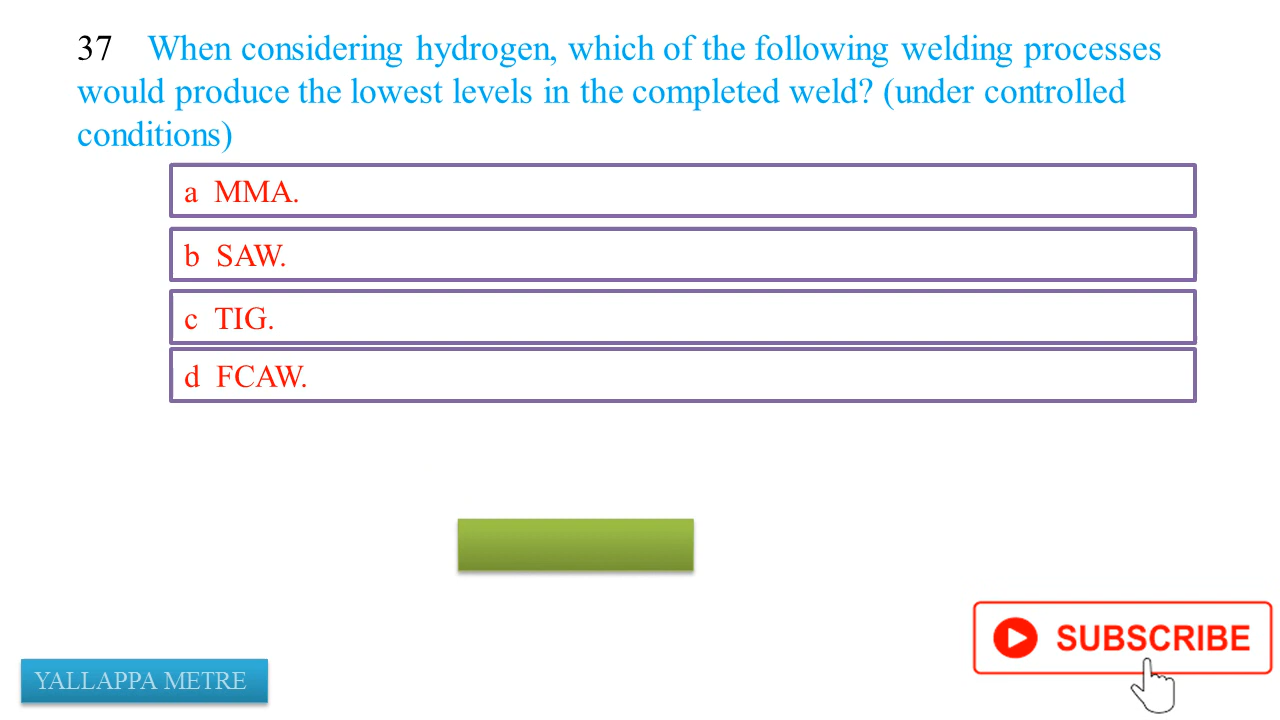 37 When considering hydrogen, which of the following welding processes
would produce the lowest levels in the completed weld? (under controlled
conditions)
a MMA.
b SAW.
c TIG.
d FCAW.
SUBSCRIBE
YALLAPPA METRE